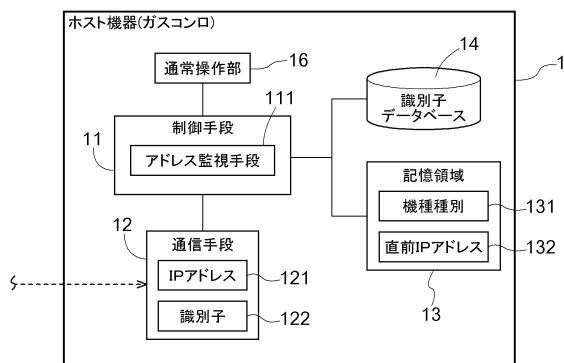 ホスト機器(ガスコンロ)
通常操作部
16
14
1
識別子
データベース
制御手段
111
11
アドレス監視手段
記憶領域
機種種別
131
直前IPアドレス
132
13
12
通信手段
IPアドレス
121
識別子
122